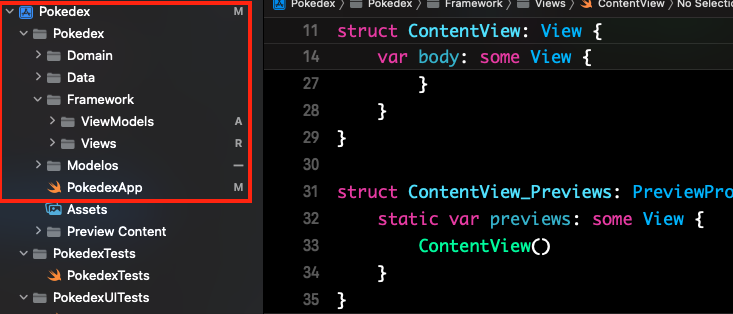 Pokedex M
Pokedex
Domain
Data
Framework
ViewModels A
Views R
Modelos —
PokedexApp M
Assets
Preview Content
PokedexTests
PokedexTests
PokedexUITests
Pokedex 〉 Pokedex 〉 Framework 〉 Views 〉 ContentView 〉 No Selectio
11 struct ContentView: View {
14 var body: some View {
27 }
28 }
29 }
30
31 struct ContentView_Previews: PreviewPro
32 static var previews: some View {
33 ContentView()
34 }
35 }